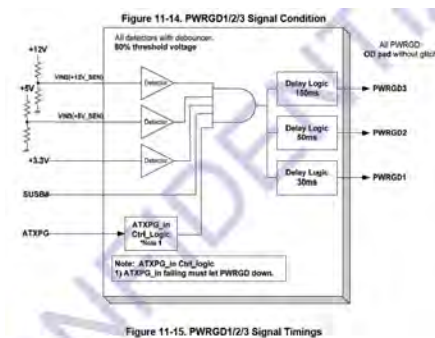 Figure 11-14. PWRGD1/2/3 Signal Condition
All detectors with debouncer.
80% threshold voltage
All PWRGD:
OD pad without glitch
+12V
VIN2(+12V_SEN)
Detector
+5V
VIN3(+5V_SEN)
Detector
+3.3V
Detector
SUSB#
ATXPG
ATXPG_in
Ctrl_Logic
*Note 1
Delay Logic
150ms
PWRGD3
Delay Logic
50ms
PWRGD2
Delay Logic
30ms
PWRGD1
Note: ATXPG_in Ctrl_logic
1) ATXPG_in falling must let PWRGD down.
Figure 11-15. PWRGD1/2/3 Signal Timings